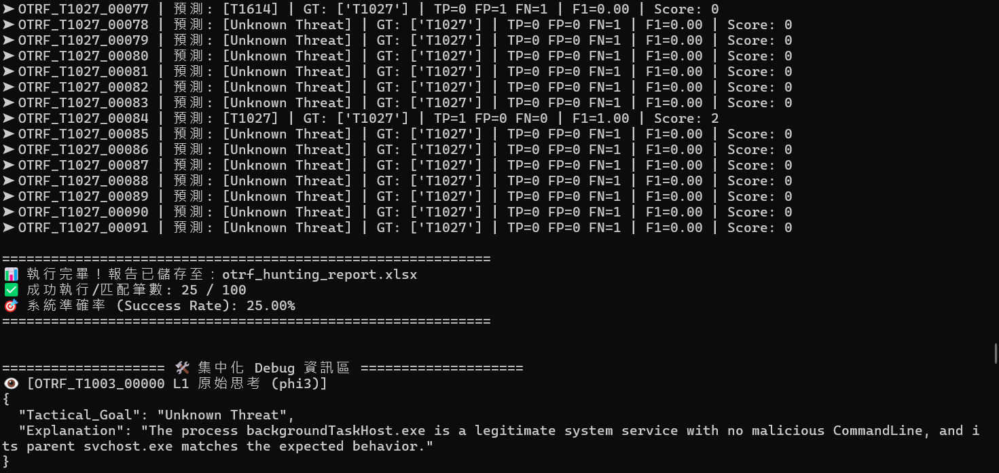 ➤ OTRF_T1027_00077 | 預測: [T1614] | GT: ['T1027'] | TP=0 FP=1 FN=1 | F1=0.00 | Score: 0
➤ OTRF_T1027_00078 | 預測: [Unknown Threat] | GT: ['T1027'] | TP=0 FP=0 FN=1 | F1=0.00 | Score: 0
➤ OTRF_T1027_00079 | 預測: [Unknown Threat] | GT: ['T1027'] | TP=0 FP=0 FN=1 | F1=0.00 | Score: 0
➤ OTRF_T1027_00080 | 預測: [Unknown Threat] | GT: ['T1027'] | TP=0 FP=0 FN=1 | F1=0.00 | Score: 0
➤ OTRF_T1027_00081 | 預測: [Unknown Threat] | GT: ['T1027'] | TP=0 FP=0 FN=1 | F1=0.00 | Score: 0
➤ OTRF_T1027_00082 | 預測: [Unknown Threat] | GT: ['T1027'] | TP=0 FP=0 FN=1 | F1=0.00 | Score: 0
➤ OTRF_T1027_00083 | 預測: [Unknown Threat] | GT: ['T1027'] | TP=0 FP=0 FN=1 | F1=0.00 | Score: 0
➤ OTRF_T1027_00084 | 預測: [T1027] | GT: ['T1027'] | TP=1 FP=0 FN=0 | F1=1.00 | Score: 2
➤ OTRF_T1027_00085 | 預測: [Unknown Threat] | GT: ['T1027'] | TP=0 FP=0 FN=1 | F1=0.00 | Score: 0
➤ OTRF_T1027_00086 | 預測: [Unknown Threat] | GT: ['T1027'] | TP=0 FP=0 FN=1 | F1=0.00 | Score: 0
➤ OTRF_T1027_00087 | 預測: [Unknown Threat] | GT: ['T1027'] | TP=0 FP=0 FN=1 | F1=0.00 | Score: 0
➤ OTRF_T1027_00088 | 預測: [Unknown Threat] | GT: ['T1027'] | TP=0 FP=0 FN=1 | F1=0.00 | Score: 0
➤ OTRF_T1027_00089 | 預測: [Unknown Threat] | GT: ['T1027'] | TP=0 FP=0 FN=1 | F1=0.00 | Score: 0
➤ OTRF_T1027_00090 | 預測: [Unknown Threat] | GT: ['T1027'] | TP=0 FP=0 FN=1 | F1=0.00 | Score: 0
➤ OTRF_T1027_00091 | 預測: [Unknown Threat] | GT: ['T1027'] | TP=0 FP=0 FN=1 | F1=0.00 | Score: 0
============================================================
📊 執行完畢！報告已儲存至：otrf_hunting_report.xlsx
✅ 成功執行/匹配筆數: 25 / 100
🎯 系統準確率 (Success Rate): 25.00%
============================================================
==================== 🛠️ 集中化 Debug 資訊區 ====================
👁️ [OTRF_T1003_00000 L1 原始思考 (phi3)]
{
  "Tactical_Goal": "Unknown Threat",
  "Explanation": "The process backgroundTaskHost.exe is a legitimate system service with no malicious CommandLine, and i
ts parent svchost.exe matches the expected behavior."
}